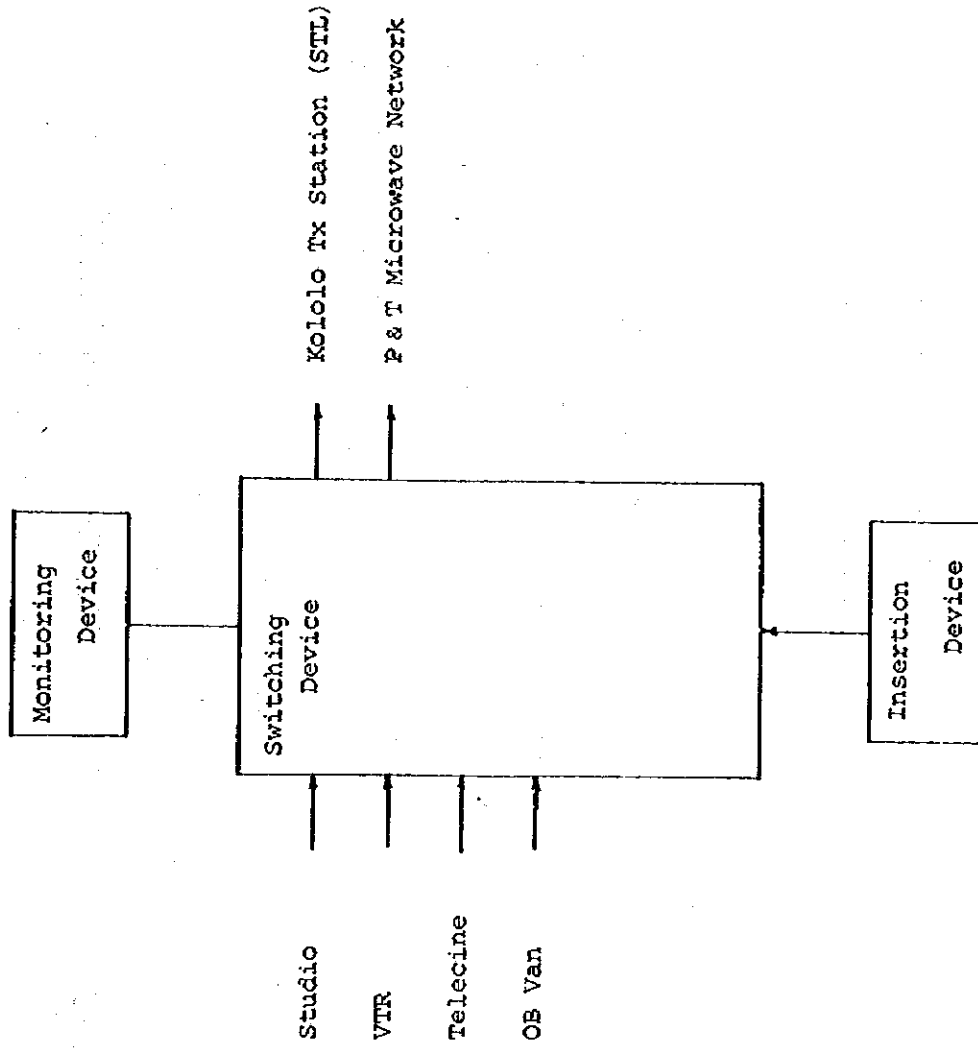 Monitoring
Device
Switching
Device
Studio
VTR
Telecine
OB Van
Kololo Tx Station (STL)
P & T Microwave Network
Insertion
Device